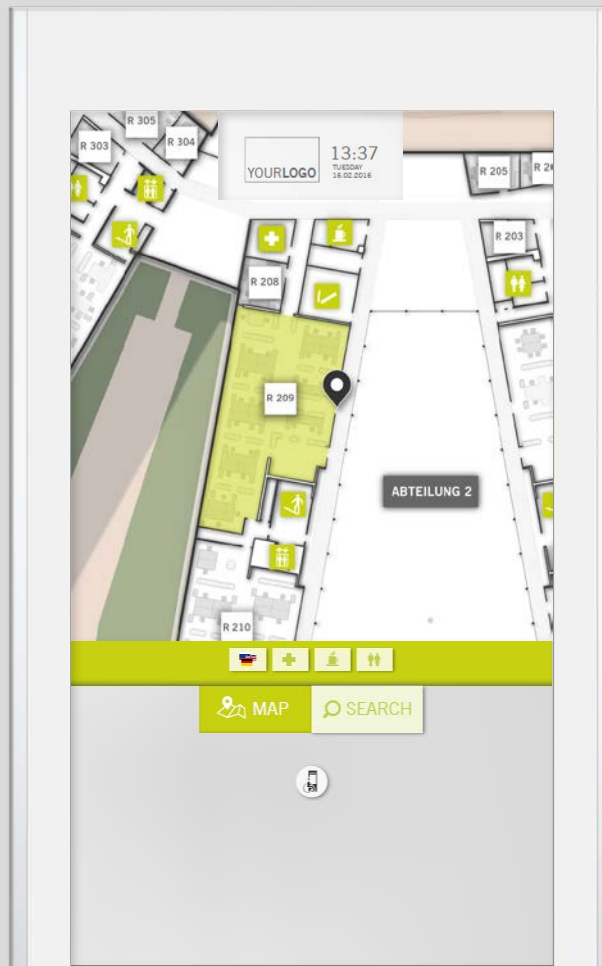 R 305
R 303
R 304
YOURLOGO
13:37
TUESDAY
16.02.2016
R 205
R 203
R 208
R 209
ABTEILUNG 2
R 210
MAP
SEARCH